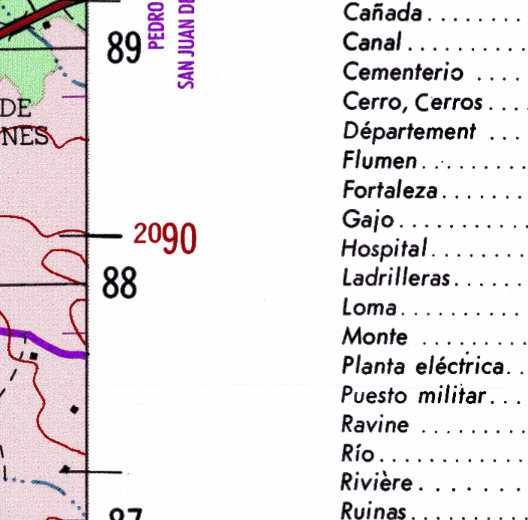 89
PEDRO
SAN JUAN DE
DE
NES
2090
88
87
Cañada
Canal
Cementerio
Cerro, Cerros
Département
Flumen
Fortaleza
Gajo
Hospital
Ladrilleras
Loma
Monte
Planta eléctrica
Puesto militar
Ravine
Río
Rivière
Ruinas